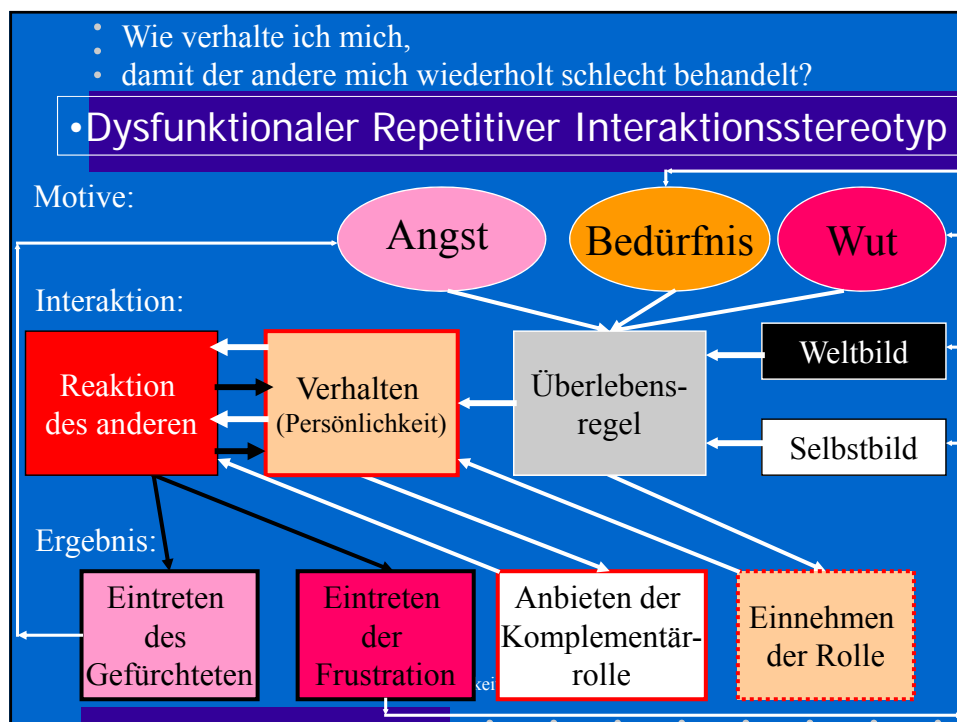 • Wie verhalte ich mich,
• damit der andere mich wiederholt schlecht behandelt?
•Dysfunktionaler Repetitiver Interaktionsstereotyp
Motive:
Angst
Bedürfnis
Wut
Interaktion:
Reaktion
des anderen
Verhalten
(Persönlichkeit)
Überlebens-
regel
Weltbild
Selbstbild
Ergebnis:
Eintreten
des
Gefürchteten
Eintreten
der
Frustration
Anbieten der
Komplementär-
rolle
Einnehmen
der Rolle